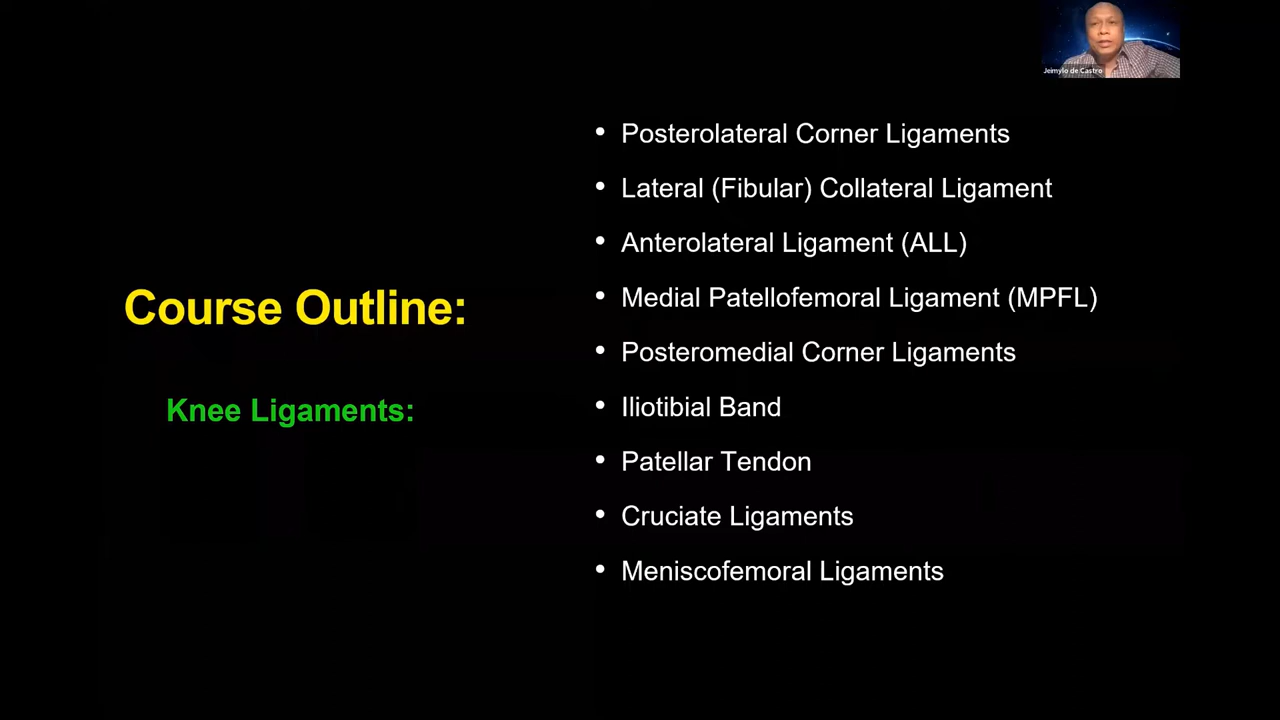 Jeimylo de Castro
Course Outline:
Knee Ligaments:
• Posterolateral Corner Ligaments
• Lateral (Fibular) Collateral Ligament
• Anterolateral Ligament (ALL)
• Medial Patellofemoral Ligament (MPFL)
• Posteromedial Corner Ligaments
• Iliotibial Band
• Patellar Tendon
• Cruciate Ligaments
• Meniscofemoral Ligaments